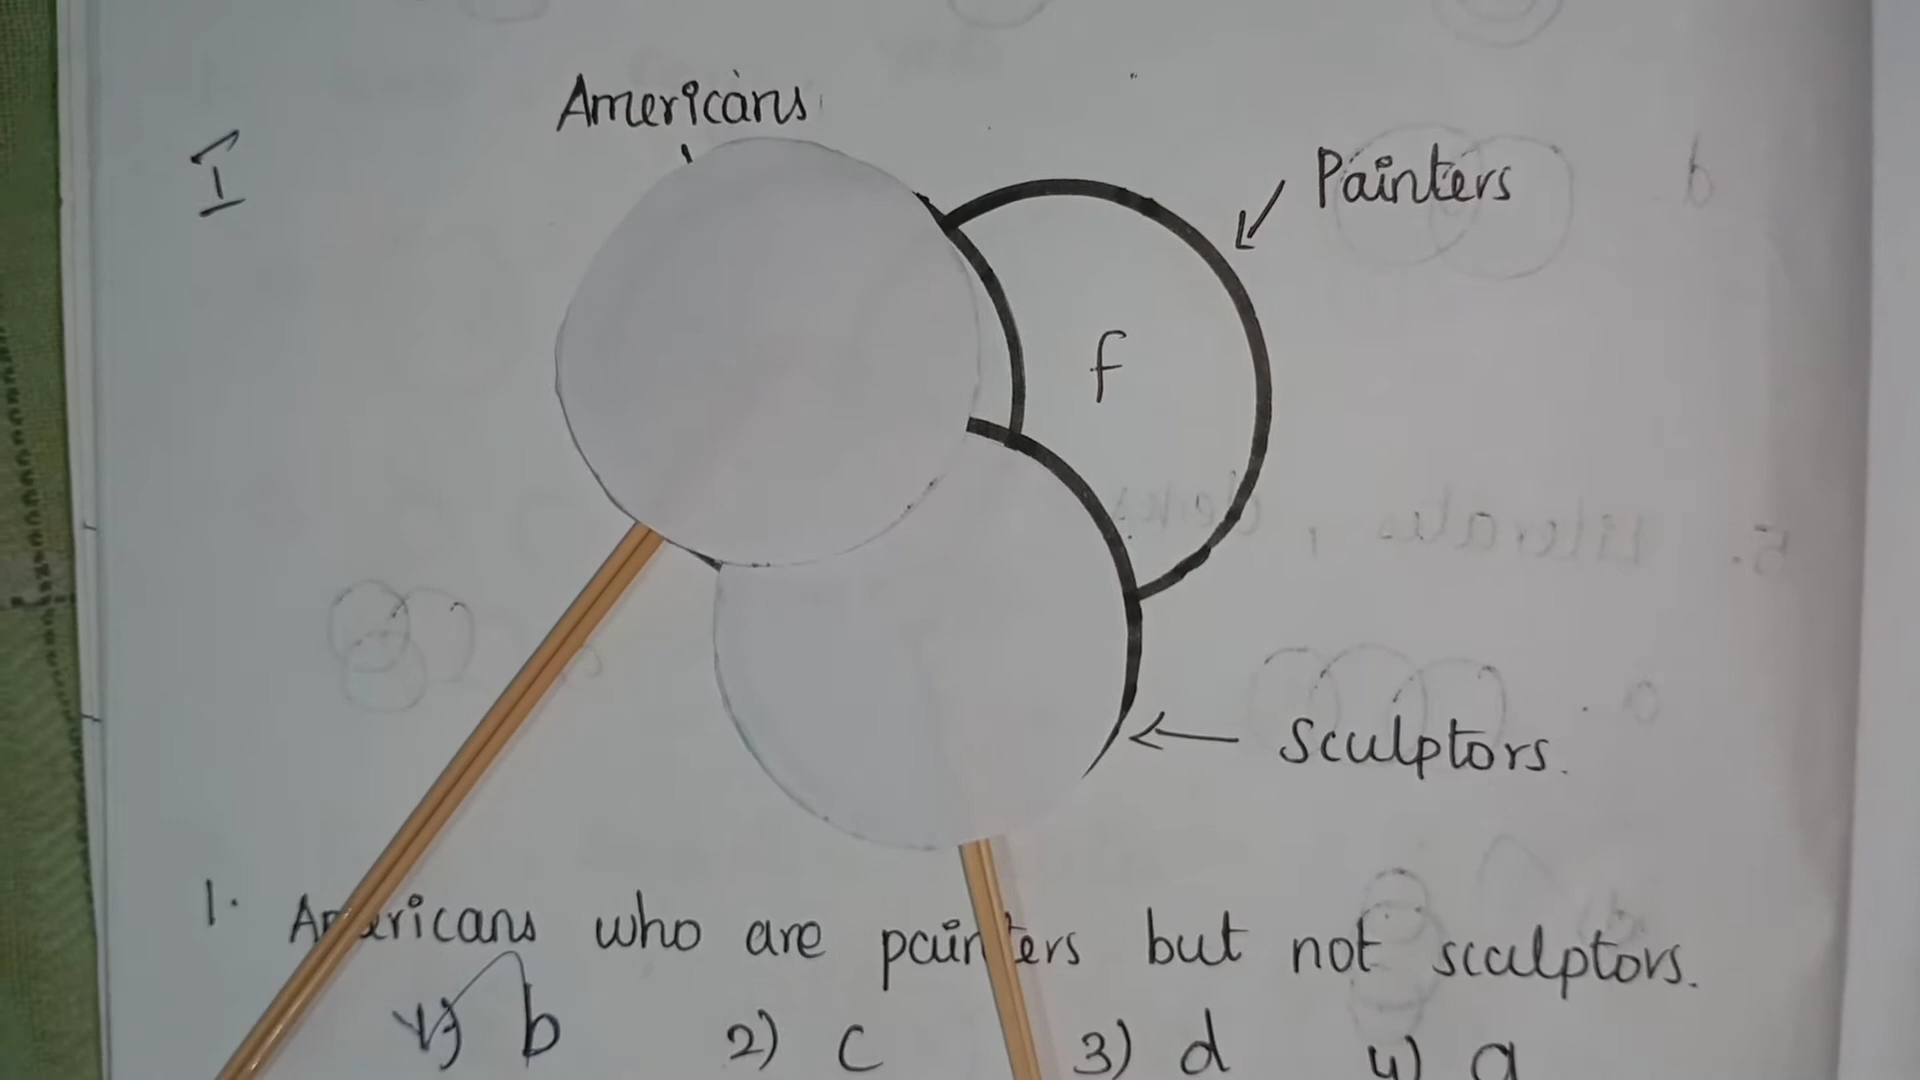 Americans
I
Painters
f
Sculptors.
1. Americans who are painters but not sculptors.
1) b 2) c 3) d 4) a